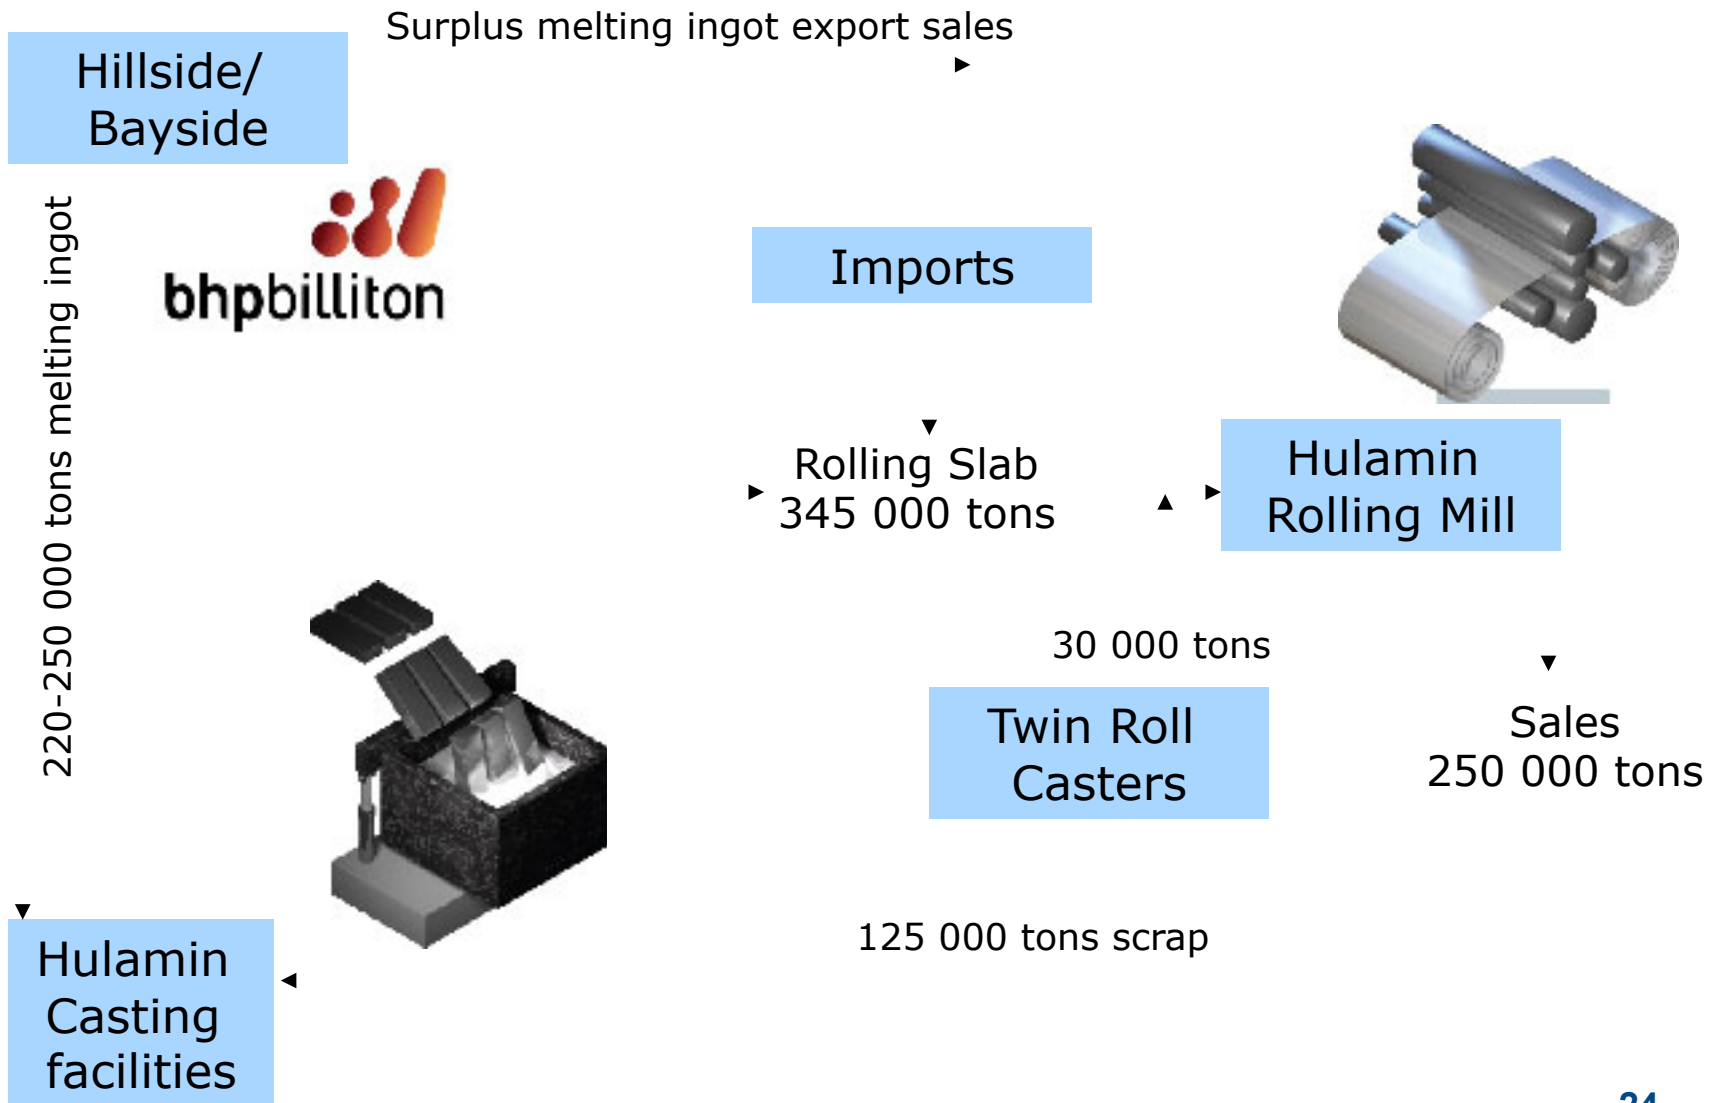 Surplus melting ingot export sales
Hillside/
Bayside
bhpbilliton
220-250 000 tons melting ingot
Imports
Rolling Slab
345 000 tons
Hulamin
Rolling Mill
30 000 tons
Twin Roll
Casters
Sales
250 000 tons
125 000 tons scrap
Hulamin
Casting
facilities
24